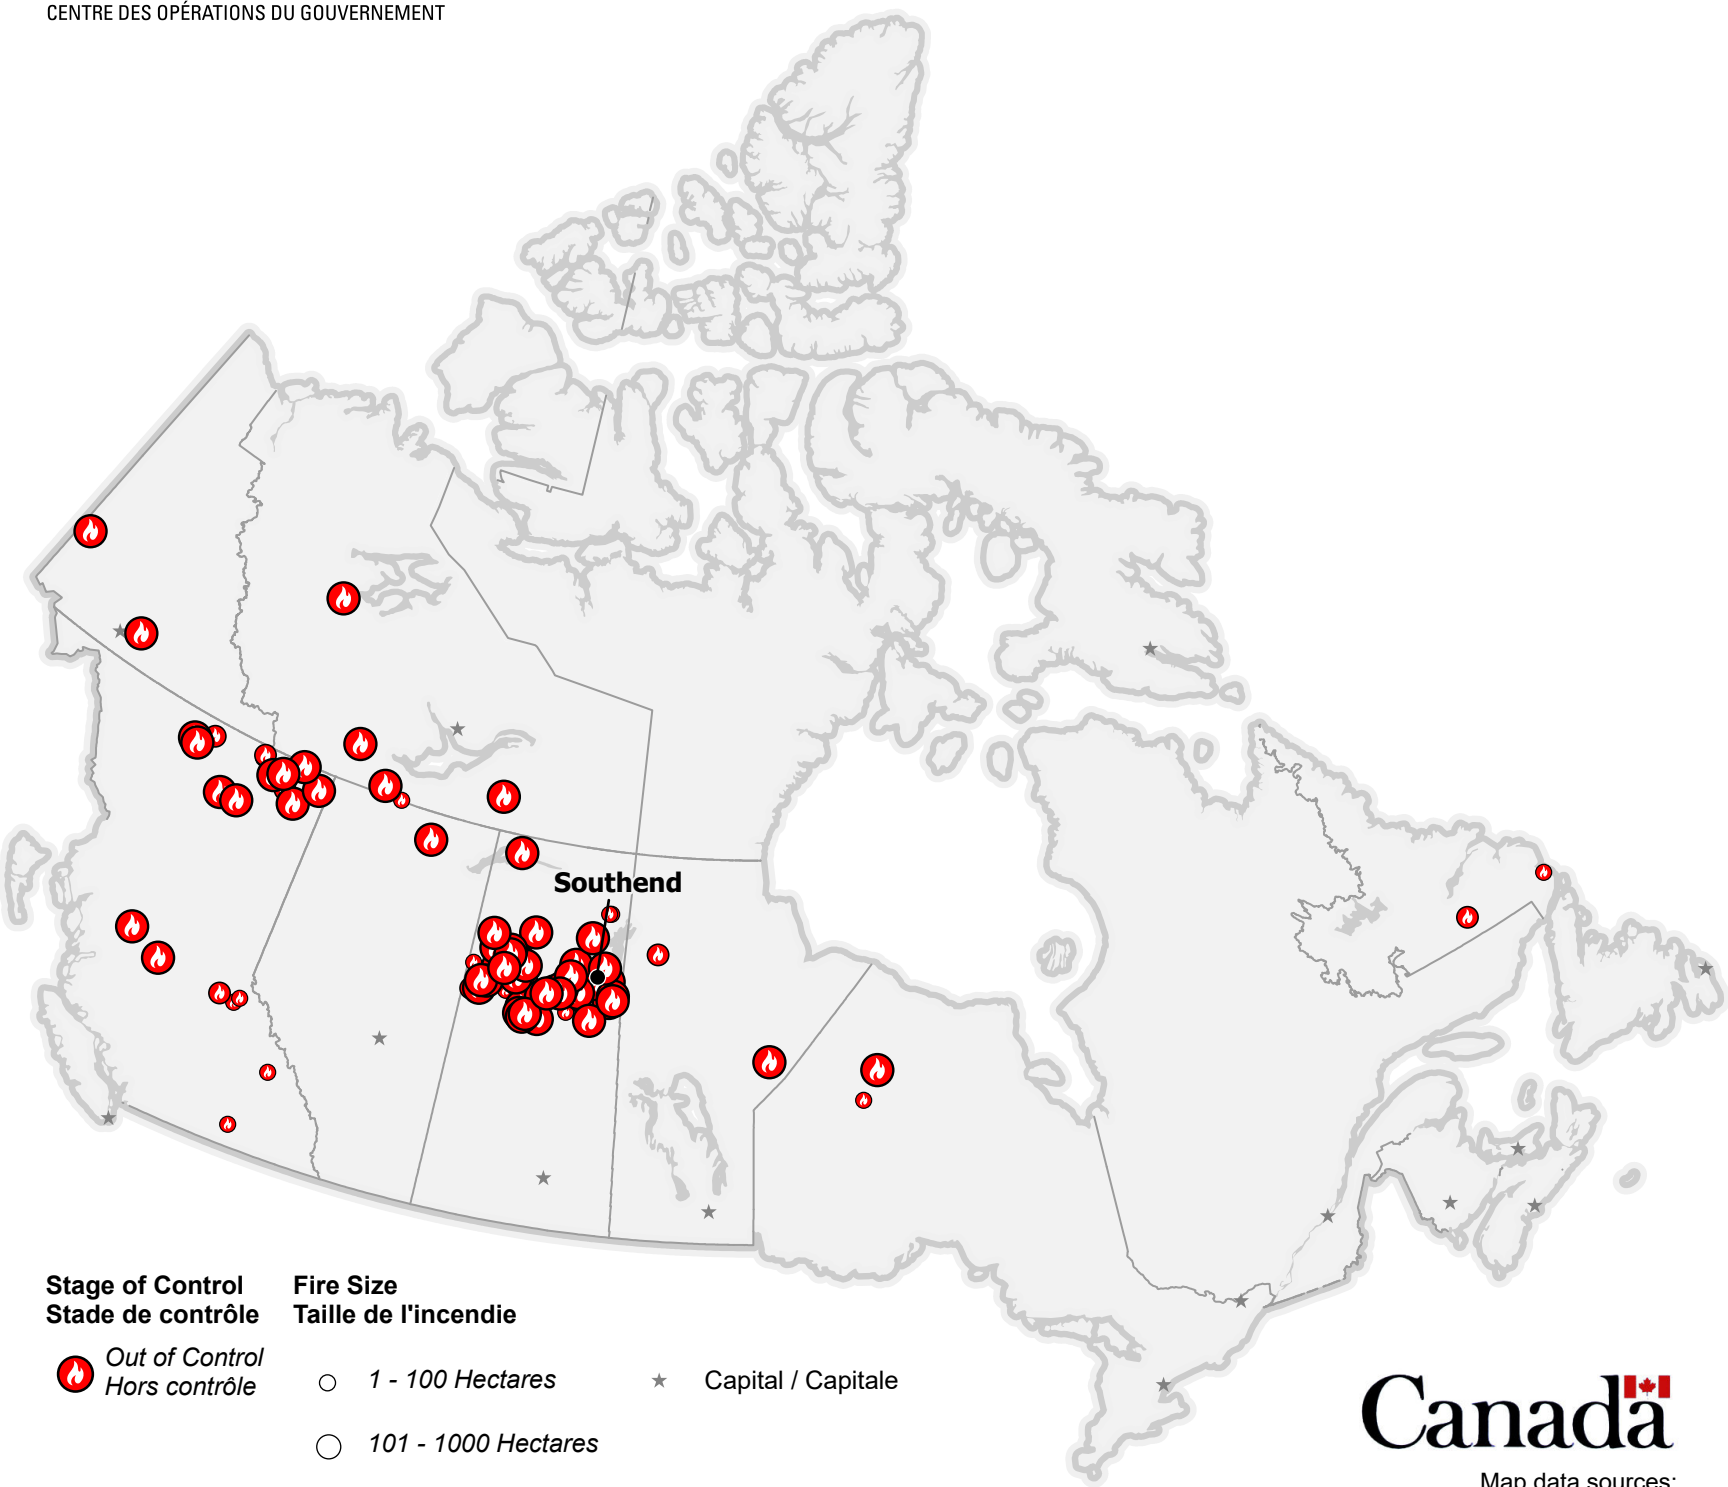 CENTRE DES OPÉRATIONS DU GOUVERNEMENT
Southend
Stage of Control
Stade de contrôle
Fire Size
Taille de l'incendie
Out of Control
Hors contrôle
1 - 100 Hectares
Capital / Capitale
101 - 1000 Hectares
Canada
Map data sources: